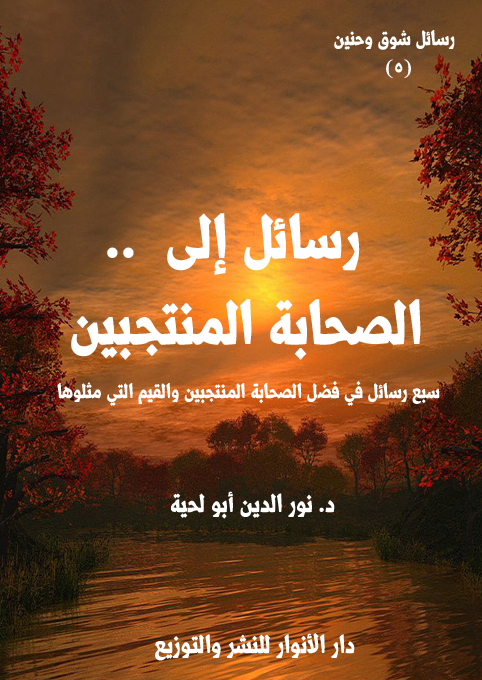 رسائل شوق وحنين
(٥)
رسائل إلى ..
الصحابة المنتجبين
سبع رسائل في فضل الصحابة المنتجبين والقيم التي مثلوها
د. نور الدين أبو لحية
دار الأنوار للنشر والتوزيع